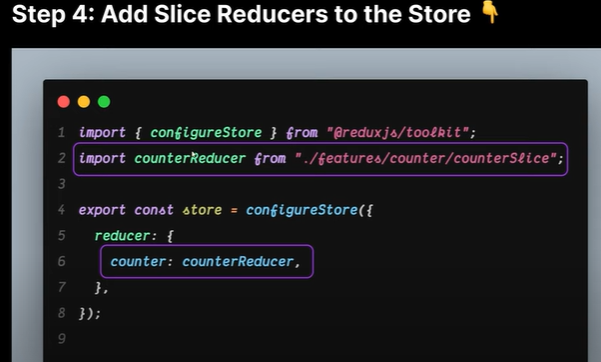 Step 4: Add Slice Reducers to the Store 👇
1 import { configureStore } from "@reduxjs/toolkit";
2 import counterReducer from "./features/counter/counterSlice";
3
4 export const store = configureStore({
5 reducer: {
6 counter: counterReducer,
7 },
8 });
9